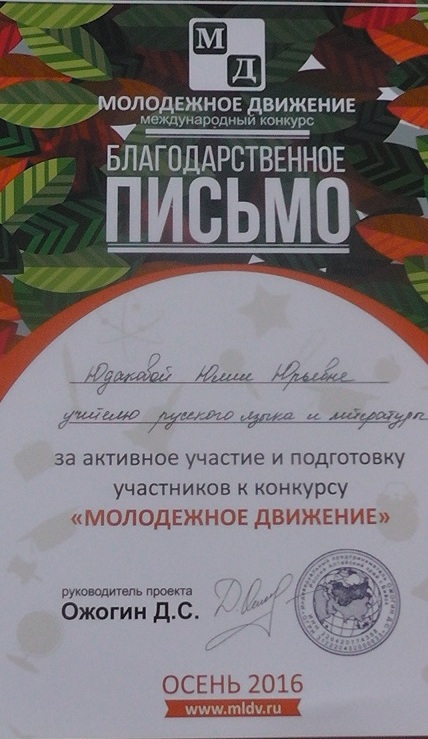 М
Д
МОЛОДЕЖНОЕ ДВИЖЕНИЕ
международный конкурс
БЛАГОДАРСТВЕННОЕ
ПИСЬМО
Юдаковой Юлии Юрьевне
учителю русского языка и литературы
за активное участие и подготовку
участников к конкурсу
«МОЛОДЕЖНОЕ ДВИЖЕНИЕ»
руководитель проекта
Ожогин Д.С.
ОСЕНЬ 2016
www.mldv.ru